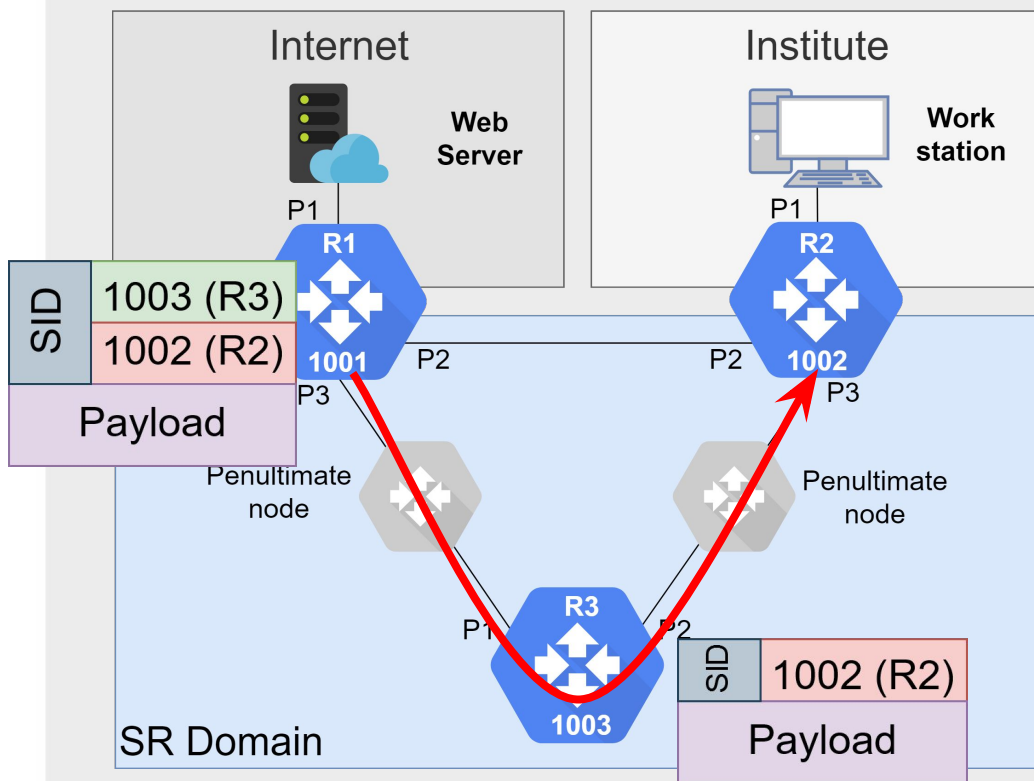 Internet
Institute
Web
Server
Work
station
P1
P1
R1
R2
SID
1003 (R3)
1002 (R2)
Payload
1001
P2
P2
1002
P3
P3
Penultimate
node
Penultimate
node
R3
P1
P2
1003
SID
1002 (R2)
Payload
SR Domain